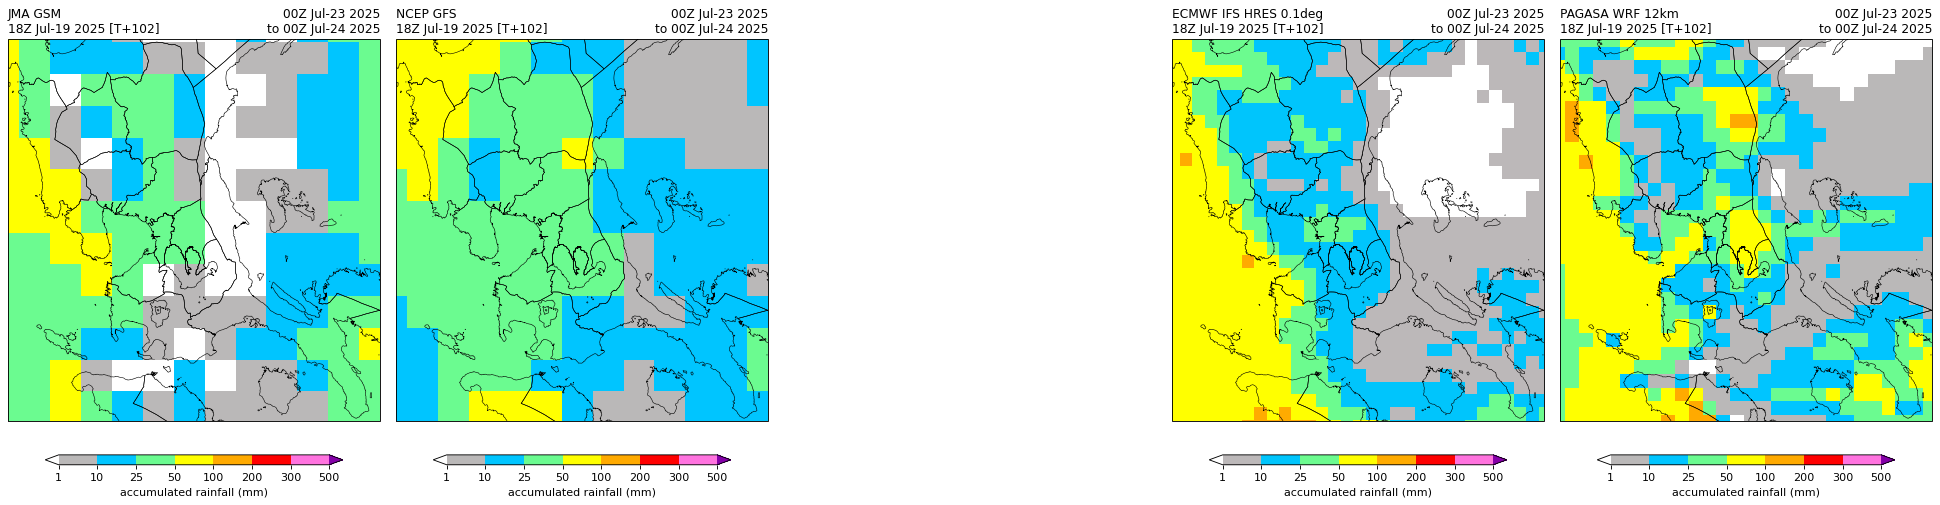 JMA GSM 00Z Jul-23 2025
18Z Jul-19 2025 [T+102] to 00Z Jul-24 2025
1 10 25 50 100 200 300 500
accumulated rainfall (mm)
NCEP GFS 00Z Jul-23 2025
18Z Jul-19 2025 [T+102] to 00Z Jul-24 2025
1 10 25 50 100 200 300 500
accumulated rainfall (mm)
ECMWF IFS HRES 0.1deg 00Z Jul-23 2025
18Z Jul-19 2025 [T+102] to 00Z Jul-24 2025
1 10 25 50 100 200 300 500
accumulated rainfall (mm)
PAGASA WRF 12km 00Z Jul-23 2025
18Z Jul-19 2025 [T+102] to 00Z Jul-24 2025
1 10 25 50 100 200 300 500
accumulated rainfall (mm)